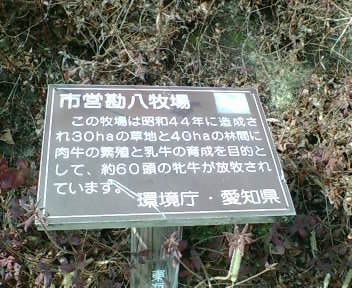 市営勘八牧場
この牧場は昭和44年に造成さ
れ30haの草地と40haの林間に
肉牛の繁殖と乳牛の育成を目的と
して、約60頭の牝牛が放牧され
ています。
環境庁・愛知県
東海